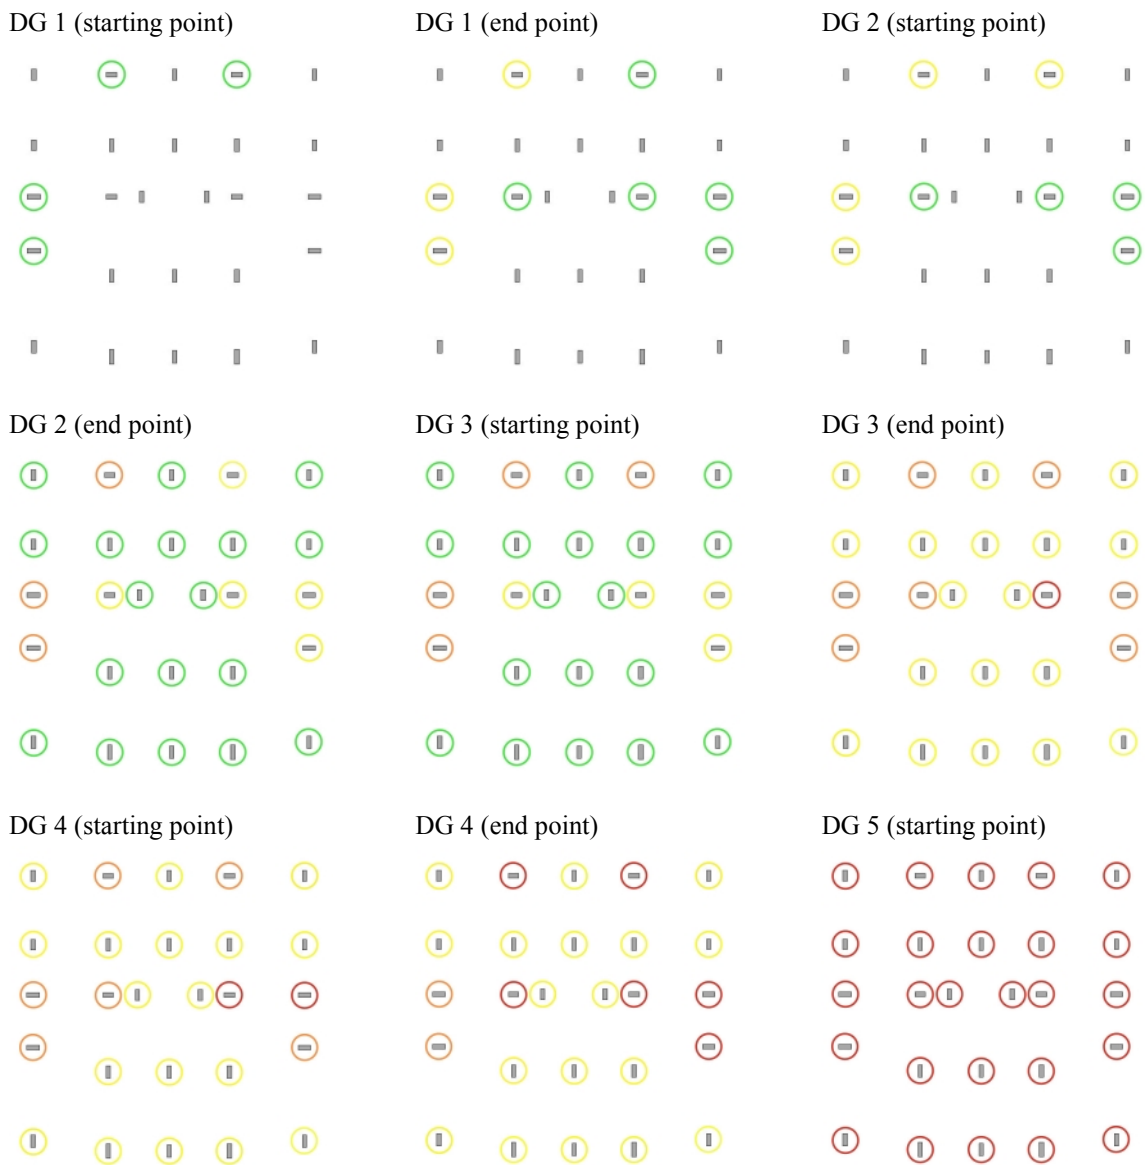 DG 1 (starting point)
DG 1 (end point)
DG 2 (starting point)
DG 2 (end point)
DG 3 (starting point)
DG 3 (end point)
DG 4 (starting point)
DG 4 (end point)
DG 5 (starting point)